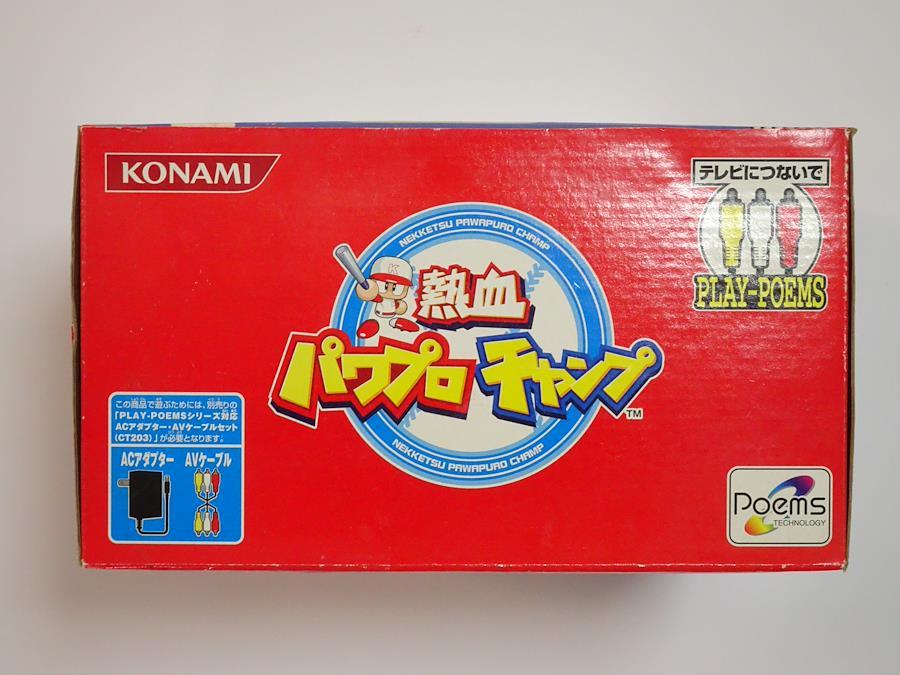 KONAMI
テレビにつないで
PLAY-POEMS
NEKKETSU PAWAPURO CHAMP
K
熱血
パワプロ チャンプ
TM
NEKKETSU PAWAPURO CHAMP
この商品で遊ぶためには、別売りの
「PLAY-POEMSシリーズ対応
ACアダプター・AVケーブルセット
(CT203)」が必要となります。
ACアダプター AVケーブル
Poems
TECHNOLOGY